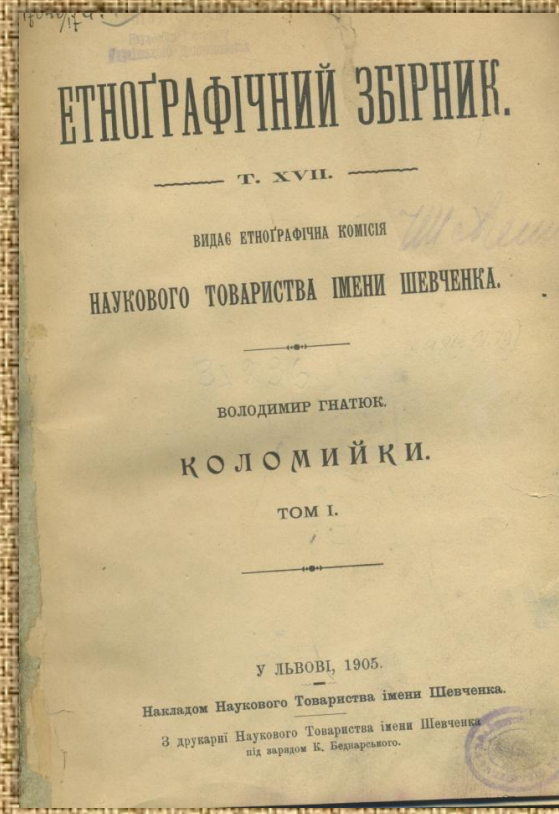 ЕТНОҐРАФІЧНИЙ ЗБІРНИК.
Т. XVII.
ВИДАЄ ЕТНОҐРАФІЧНА КОМІСІЯ
НАУКОВОГО ТОВАРИСТВА ІМЕНИ ШЕВЧЕНКА.
ВОЛОДИМИР ГНАТЮК.
КОЛОМИЙКИ.
ТОМ I.
У ЛЬВОВІ, 1905.
Накладом Наукового Товариства імени Шевченка.
З друкарні Наукового Товариства імени Шевченка
під зарядом К. Беднарського.